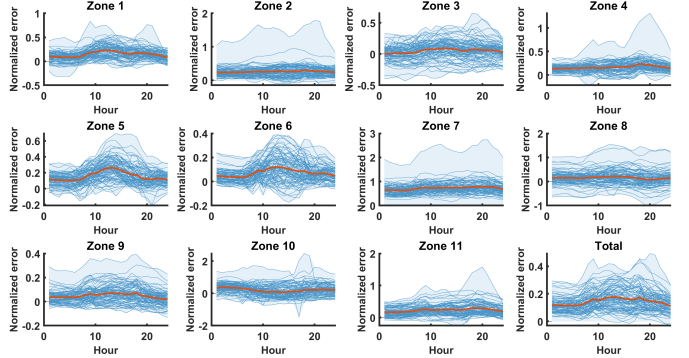 Zone 1 Zone 2 Zone 3 Zone 4
Normalized error 1 0.5 0 -0.5 0 10 20 Hour
Normalized error 2 1 0 0 10 20 Hour
Normalized error 0.5 0 -0.5 0 10 20 Hour
Normalized error 1 0.5 0 0 10 20 Hour
Zone 5 Zone 6 Zone 7 Zone 8
Normalized error 0.6 0.4 0.2 0 -0.2 0 10 20 Hour
Normalized error 0.4 0.2 0 -0.2 0 10 20 Hour
Normalized error 3 2 1 0 0 10 20 Hour
Normalized error 2 1 0 -1 0 10 20 Hour
Zone 9 Zone 10 Zone 11 Total
Normalized error 0.4 0.2 0 -0.2 0 10 20 Hour
Normalized error 2 0 -2 0 10 20 Hour
Normalized error 2 1 0 0 10 20 Hour
Normalized error 0.4 0.2 0 0 10 20 Hour